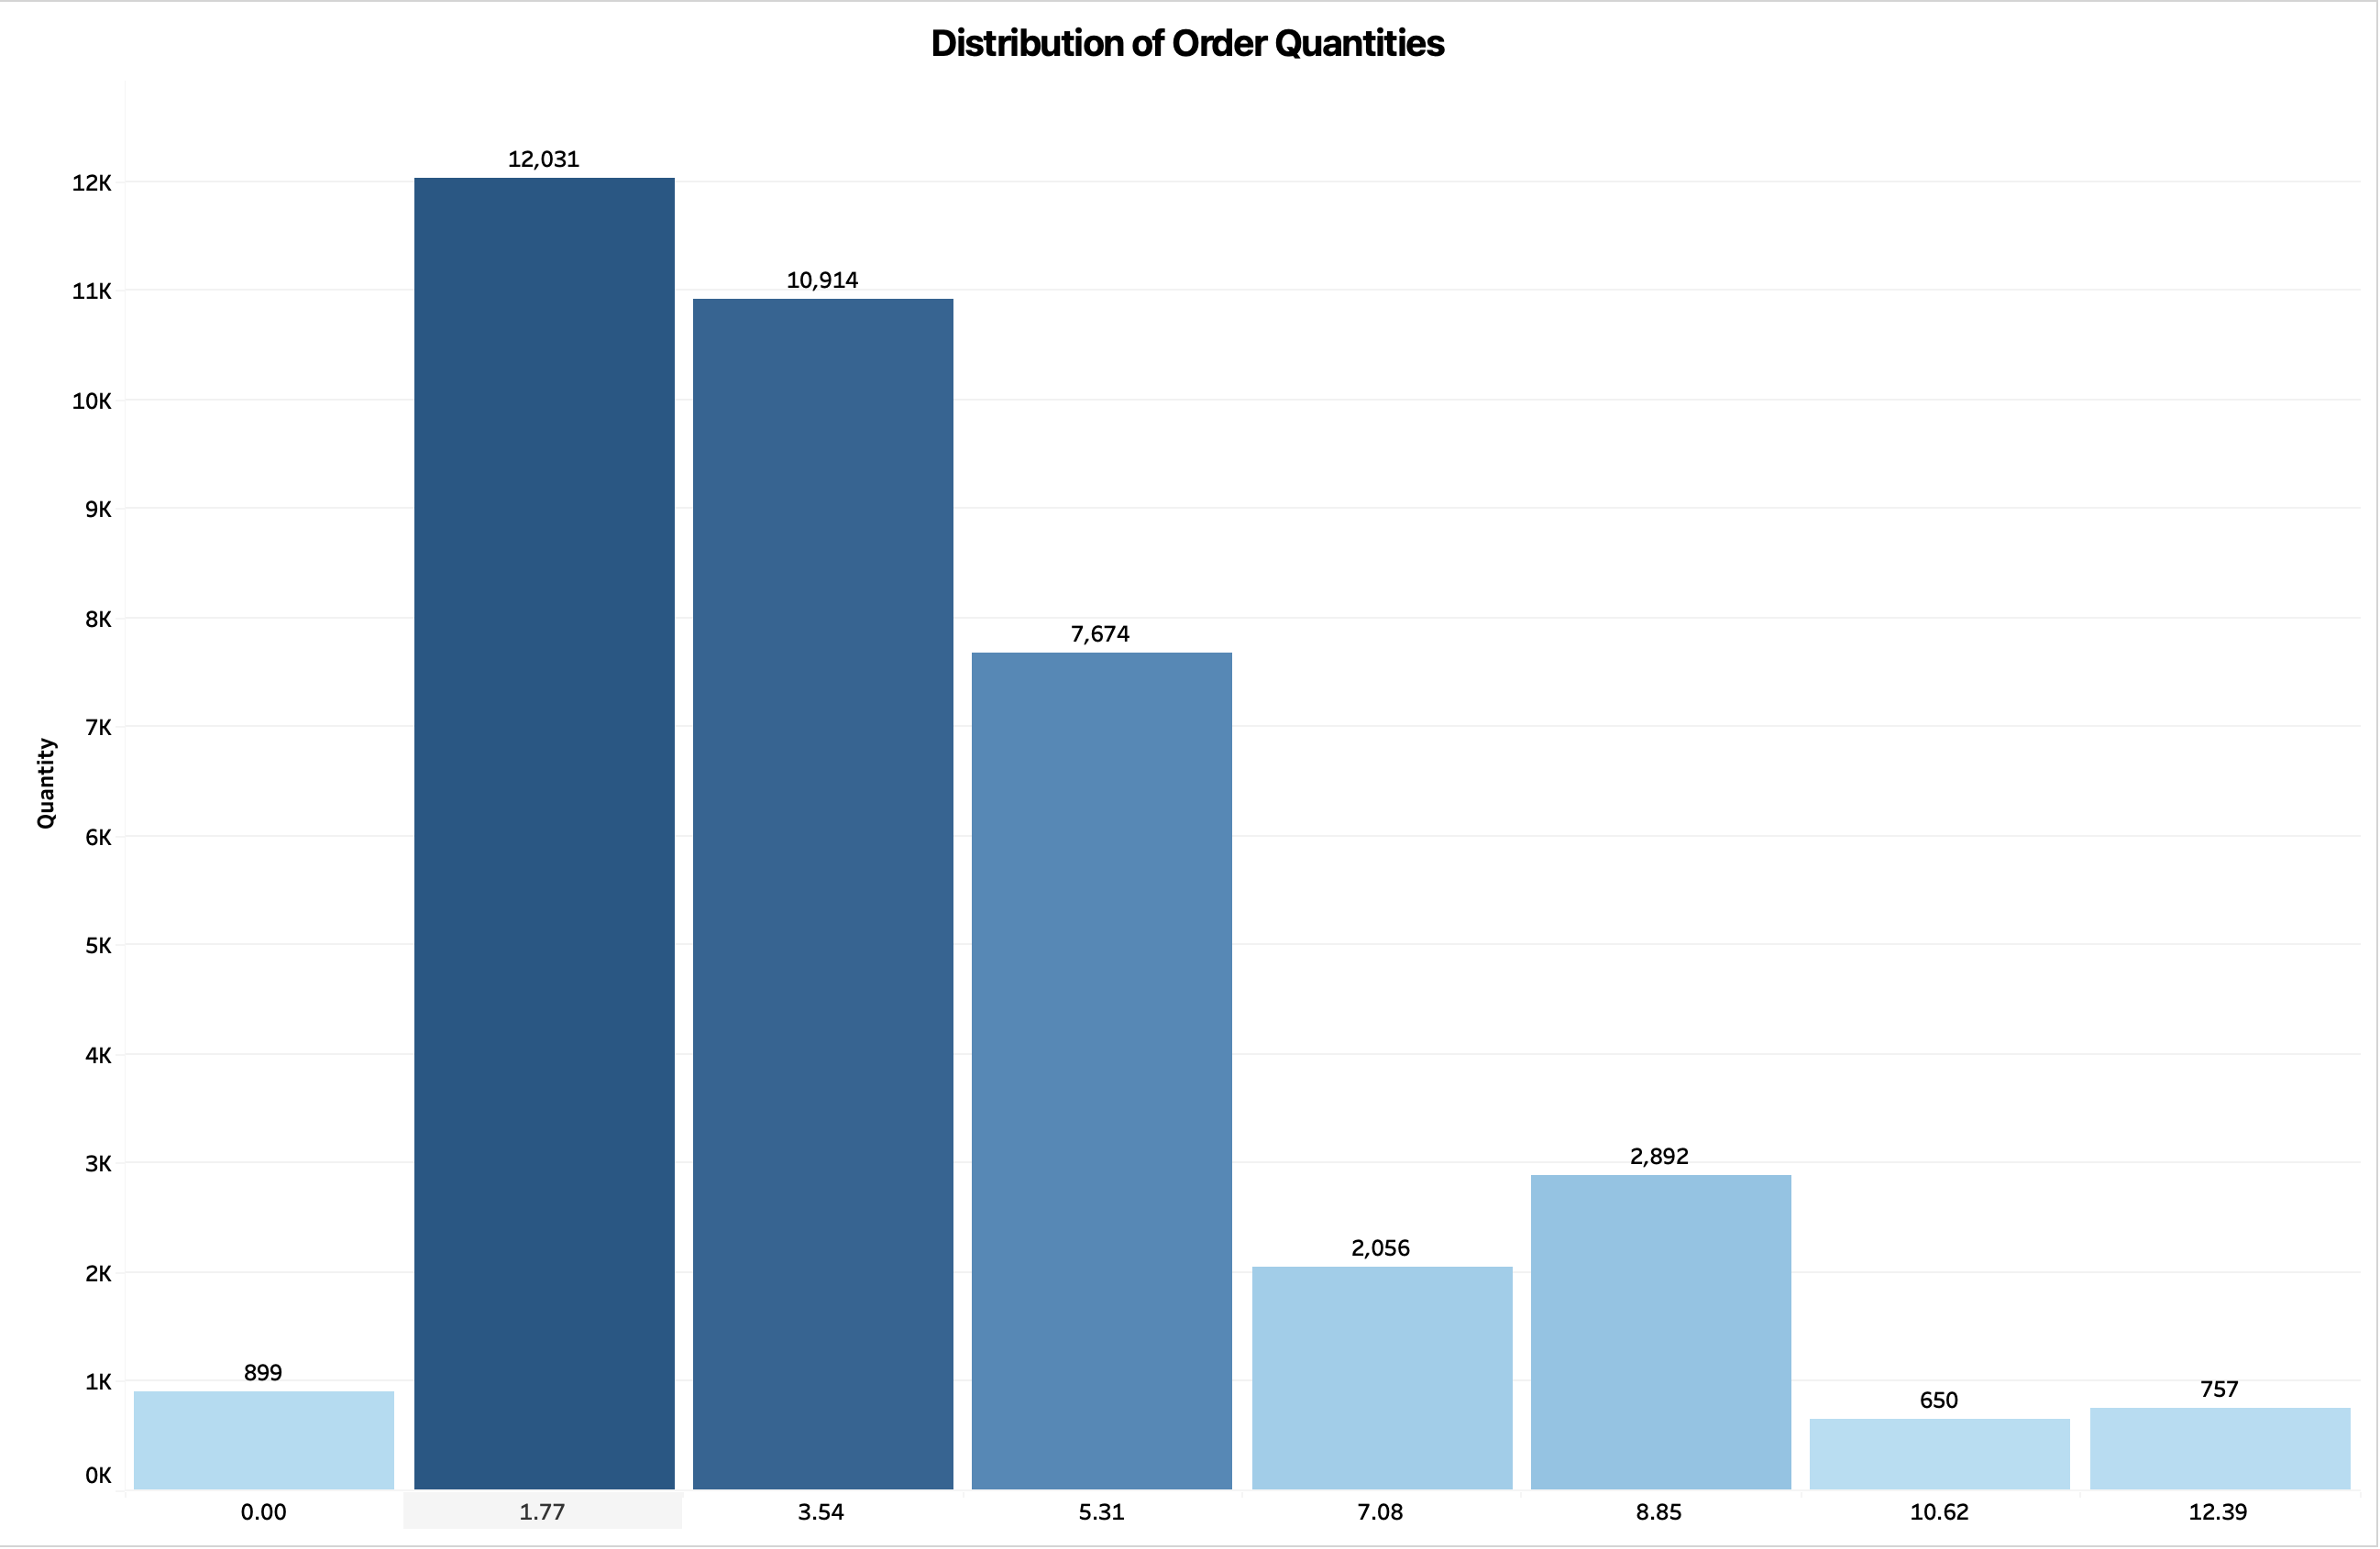 Distribution of Order Quantities
Quantity
12K
11K
10K
9K
8K
7K
6K
5K
4K
3K
2K
1K
0K
899
12,031
10,914
7,674
2,056
2,892
650
757
0.00
1.77
3.54
5.31
7.08
8.85
10.62
12.39